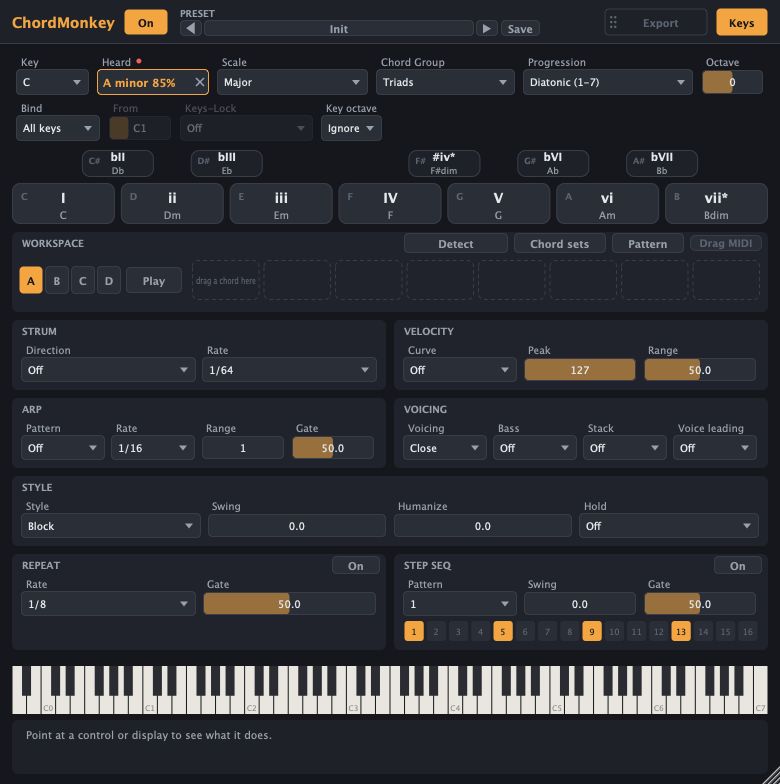 ChordMonkey On PRESET Init Save Export Keys
Key Heard Scale Chord Group Progression Octave
C A minor 85% Major Triads Diatonic (1–7) 0
Bind From Keys-Lock Key octave
All keys C1 Off Ignore
C# bII Db D# bIII Eb F# #iv* F#dim G# bVI Ab A# bVII Bb
C I C D ii Dm E iii Em F IV F G V G A vi Am B vii* Bdim
WORKSPACE Detect Chord sets Pattern Drag MIDI
A B C D Play drag a chord here
STRUM
Direction Rate
Off 1/64
VELOCITY
Curve Peak Range
Off 127 50.0
ARP
Pattern Rate Range Gate
Off 1/16 1 50.0
VOICING
Voicing Bass Stack Voice leading
Close Off Off Off
STYLE
Style Swing Humanize Hold
Block 0.0 0.0 Off
REPEAT On
Rate Gate
1/8 50.0
STEP SEQ On
Pattern Swing Gate
1 0.0 50.0
1 2 3 4 5 6 7 8 9 10 11 12 13 14 15 16
C0 C1 C2 C3 C4 C5 C6 C7
Point at a control or display to see what it does.